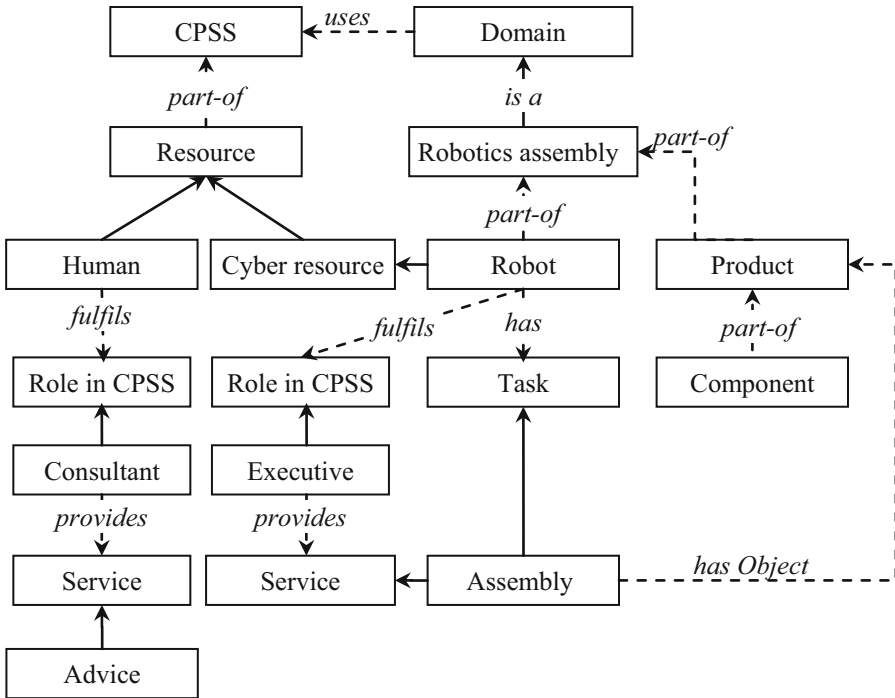 CPSS
uses
Domain
part-of
is a
Resource
Robotics assembly
part-of
part-of
Human
Cyber resource
Robot
Product
fulfils
fulfils
has
part-of
Role in CPSS
Role in CPSS
Task
Component
Consultant
Executive
provides
provides
Service
Service
Assembly
has Object
Advice